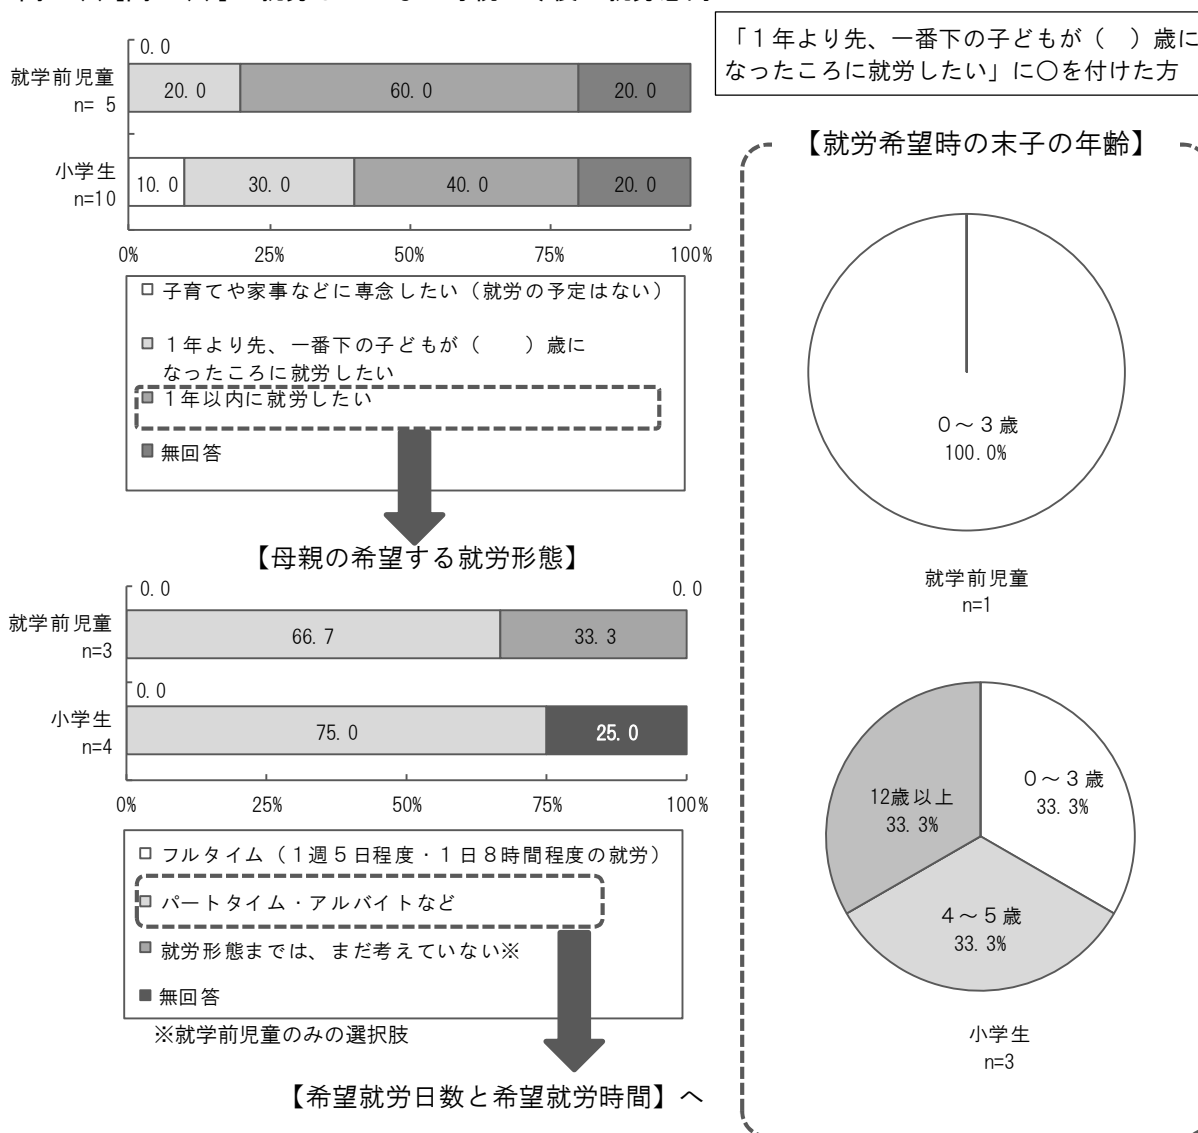 「１年より先、一番下の子どもが（　）歳に
なったころに就労したい」に〇を付けた方
0.0
就学前児童
n= 5
20.0
60.0
20.0
小学生
n=10
10.0
30.0
40.0
20.0
0%
25%
50%
75%
100%
子育てや家事などに専念したい（就労の予定はない）
１年より先、一番下の子どもが（　　）歳に
なったころに就労したい
１年以内に就労したい
無回答
【母親の希望する就労形態】
0.0
0.0
就学前児童
n=3
66.7
33.3
0.0
小学生
n=4
75.0
25.0
0%
25%
50%
75%
100%
フルタイム（１週５日程度・１日８時間程度の就労）
パートタイム・アルバイトなど
就労形態までは、まだ考えていない※
無回答
※就学前児童のみの選択肢
【希望就労日数と希望就労時間】へ
【就労希望時の末子の年齢】
０～３歳
100.0%
就学前児童
n=1
０～３歳
33.3%
12歳以上
33.3%
４～５歳
33.3%
小学生
n=3